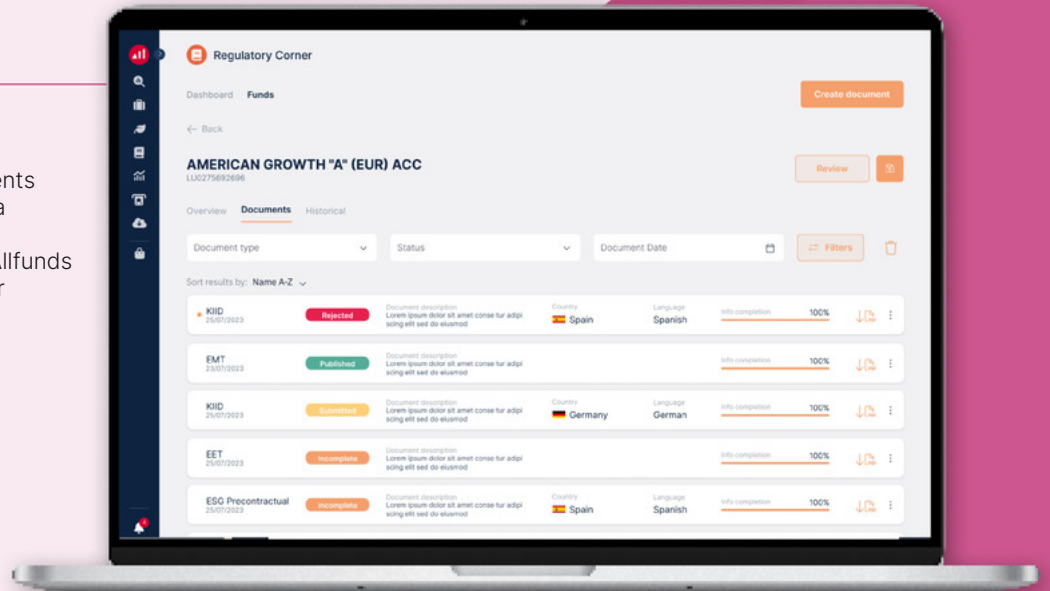 ents
a
Allfunds
r
Regulatory Corner
Dashboard Funds
Create document
← Back
AMERICAN GROWTH "A" (EUR) ACC
LU0275692696
Review
Overview Documents Historical
Document type
Status
Document Date
Filters
Sort results by: Name A-Z
KIID
25/07/2023
Rejected
Document description
Lorem ipsum dolor sit amet conse tur adipi
scing elit sed do eiusmod
Country
Spain
Language
Spanish
Info completion 100%
EMT
23/07/2023
Published
Document description
Lorem ipsum dolor sit amet conse tur adipi
scing elit sed do eiusmod
Info completion 100%
KIID
25/07/2023
Submitted
Document description
Lorem ipsum dolor sit amet conse tur adipi
scing elit sed do eiusmod
Country
Germany
Language
German
Info completion 100%
EET
25/07/2023
Incomplete
Document description
Lorem ipsum dolor sit amet conse tur adipi
scing elit sed do eiusmod
Info completion 100%
ESG Precontractual
25/07/2023
Incomplete
Document description
Lorem ipsum dolor sit amet conse tur adipi
scing elit sed do eiusmod
Country
Spain
Language
Spanish
Info completion 100%